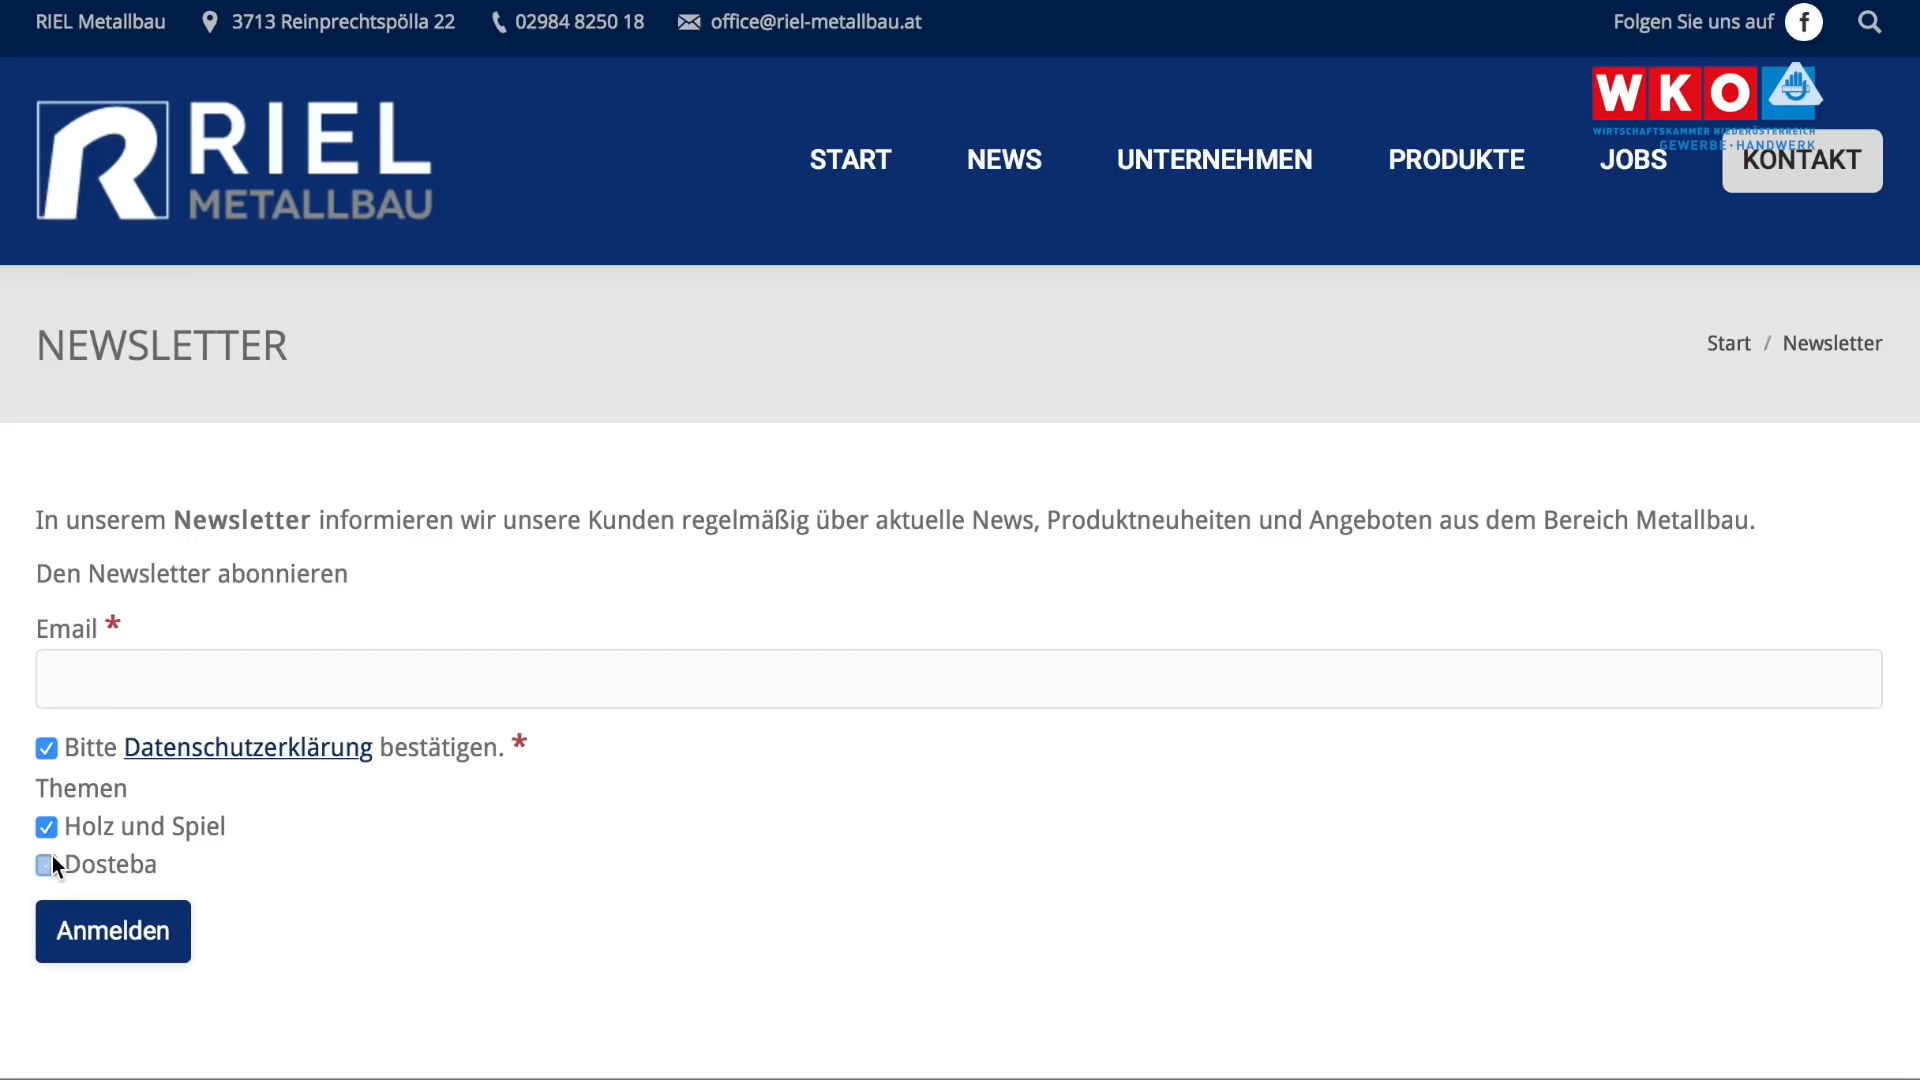 RIEL Metallbau 3713 Reinprechtspölla 22 02984 8250 18 office@riel-metallbau.at Folgen Sie uns auf f
WKO
WIRTSCHAFTSKAMMER NIEDERÖSTERREICH
GEWERBE·HANDWERK
RIEL
METALLBAU
START NEWS UNTERNEHMEN PRODUKTE JOBS KONTAKT
NEWSLETTER
Start / Newsletter
In unserem Newsletter informieren wir unsere Kunden regelmäßig über aktuelle News, Produktneuheiten und Angeboten aus dem Bereich Metallbau.
Den Newsletter abonnieren
Email *
Bitte Datenschutzerklärung bestätigen. *
Themen
Holz und Spiel
Dosteba
Anmelden